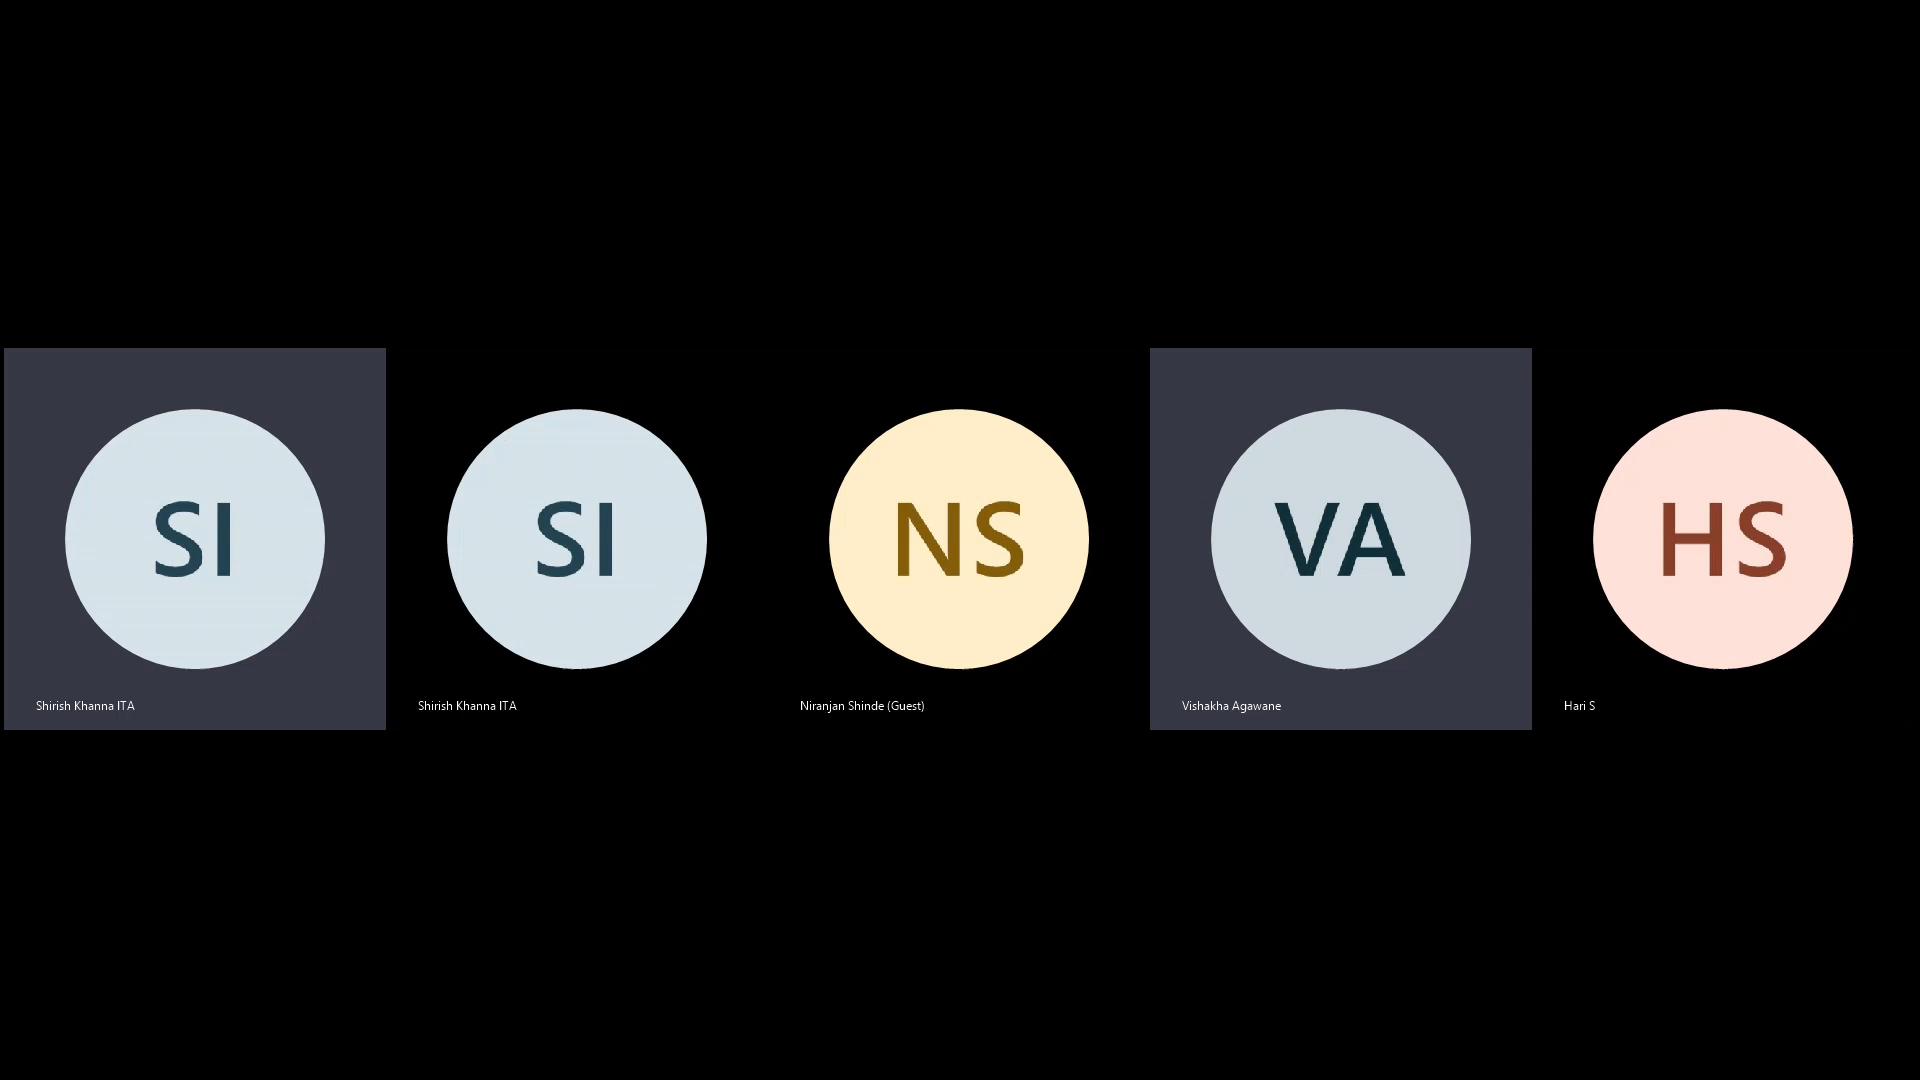 SI
SI
NS
VA
HS
Shirish Khanna ITA
Shirish Khanna ITA
Niranjan Shinde (Guest)
Vishakha Agawane
Hari S